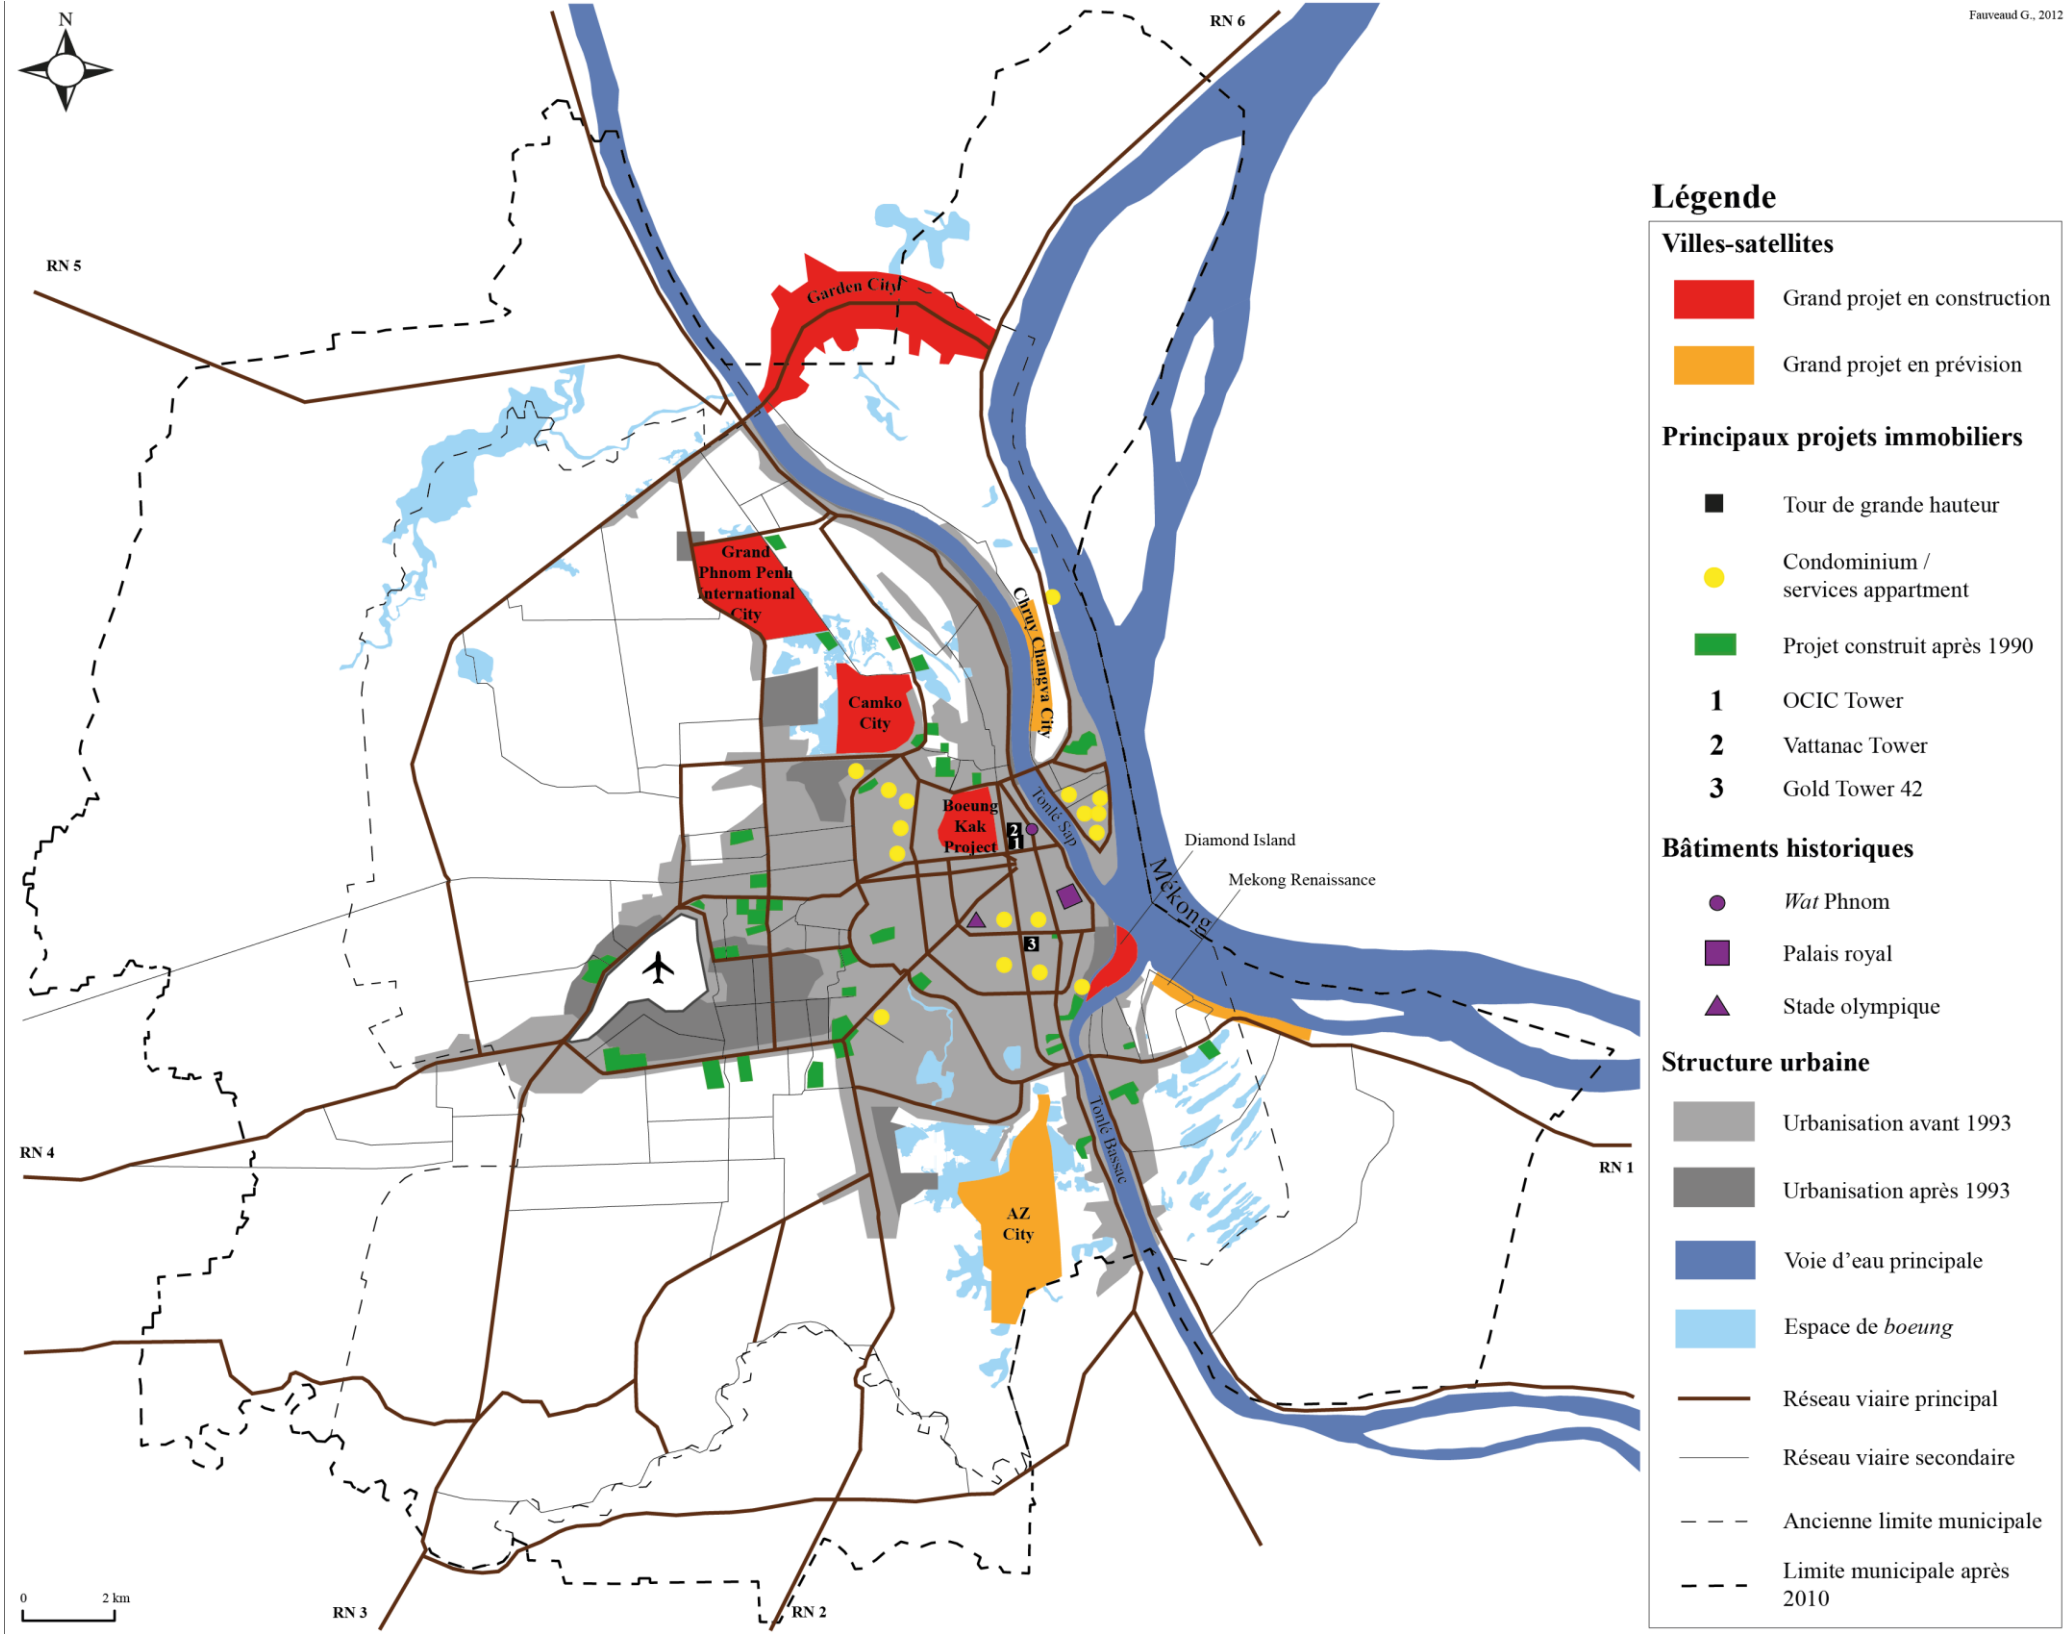 Fauveaud G., 2012
N
RN 6
RN 5
Garden City
Grand
Phnom Penh
International
City
Chruy Changva City
Camko
City
Boeung
Kak
Project
Tonlé Sap
2
1
Diamond Island
Mekong Renaissance
Mékong
3
Tonlé Bassac
AZ
City
RN 4
RN 1
RN 3
RN 2
0 2 km
Légende
Villes-satellites
Grand projet en construction
Grand projet en prévision
Principaux projets immobiliers
Tour de grande hauteur
Condominium /
services appartment
Projet construit après 1990
1 OCIC Tower
2 Vattanac Tower
3 Gold Tower 42
Bâtiments historiques
Wat Phnom
Palais royal
Stade olympique
Structure urbaine
Urbanisation avant 1993
Urbanisation après 1993
Voie d'eau principale
Espace de boeung
Réseau viaire principal
Réseau viaire secondaire
Ancienne limite municipale
Limite municipale après
2010